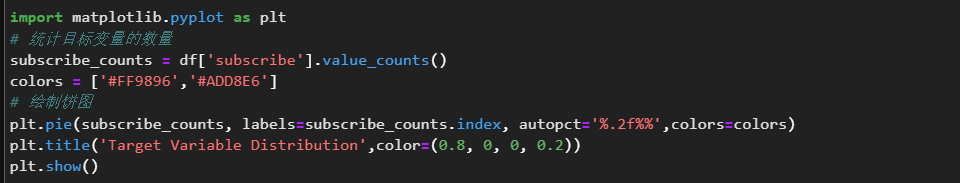 import matplotlib.pyplot as plt
# 统计目标变量的数量
subscribe_counts = df['subscribe'].value_counts()
colors = ['#FF9896','#ADD8E6']
# 绘制饼图
plt.pie(subscribe_counts, labels=subscribe_counts.index, autopct='%.2f%%',colors=colors)
plt.title('Target Variable Distribution',color=(0.8, 0, 0, 0.2))
plt.show()